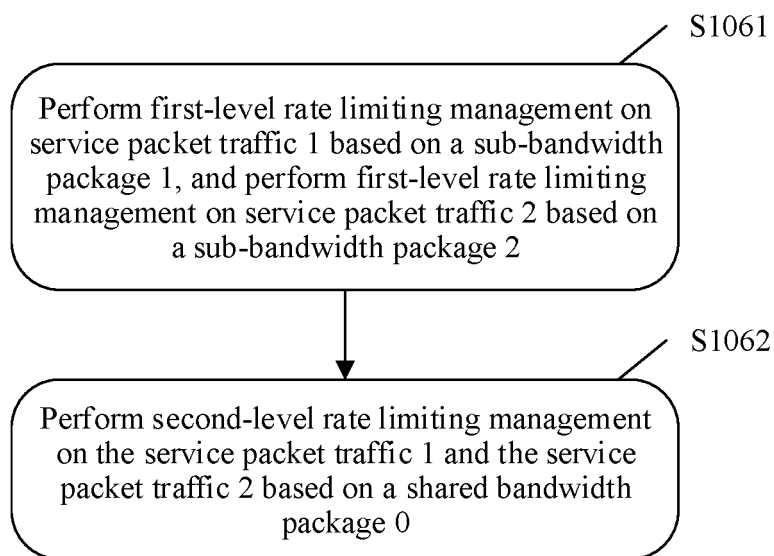 S1061
Perform first-level rate limiting management on
service packet traffic 1 based on a sub-bandwidth
package 1, and perform first-level rate limiting
management on service packet traffic 2 based on
a sub-bandwidth package 2
S1062
Perform second-level rate limiting management
on the service packet traffic 1 and the service
packet traffic 2 based on a shared bandwidth
package 0